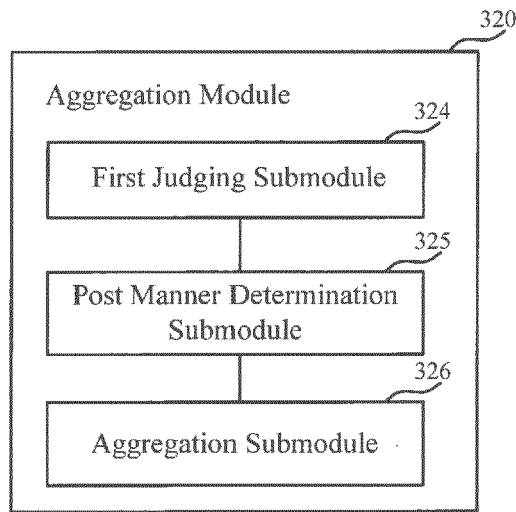 320
Aggregation Module
324
First Judging Submodule
325
Post Manner Determination
Submodule
326
Aggregation Submodule